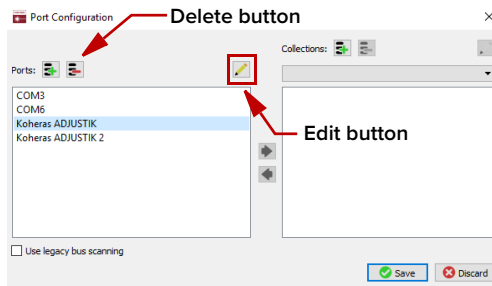 Port Configuration
Delete button
Collections:
Ports:
COM3
COM6
Koheras ADJUSTIK
Koheras ADJUSTIK 2
Edit button
Use legacy bus scanning
Save
Discard